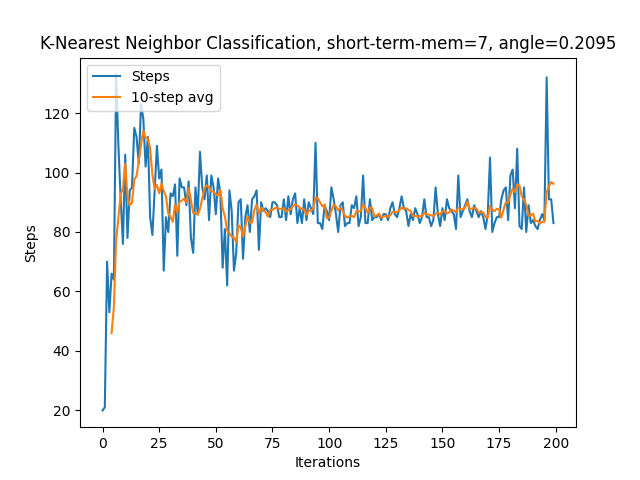 K-Nearest Neighbor Classification, short-term-mem=7, angle=0.2095
Steps
10-step avg
120
100
80
60
40
20
Steps
0 25 50 75 100 125 150 175 200
Iterations